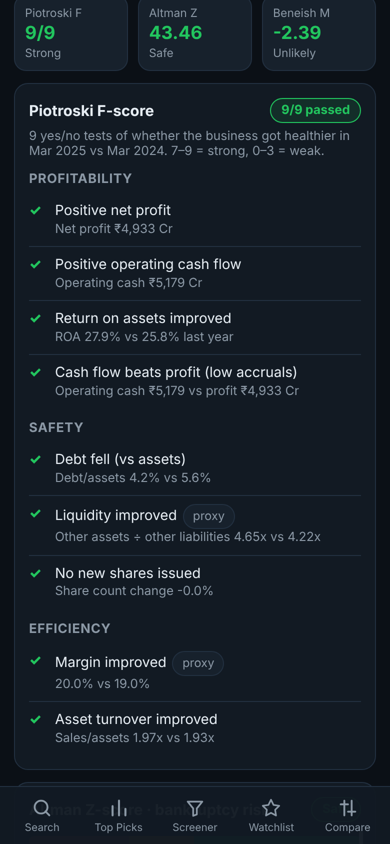 Piotroski F
9/9
Strong
Altman Z
43.46
Safe
Beneish M
-2.39
Unlikely
Piotroski F-score
9/9 passed
9 yes/no tests of whether the business got healthier in
Mar 2025 vs Mar 2024. 7–9 = strong, 0–3 = weak.
PROFITABILITY
Positive net profit
Net profit ₹4,933 Cr
Positive operating cash flow
Operating cash ₹5,179 Cr
Return on assets improved
ROA 27.9% vs 25.8% last year
Cash flow beats profit (low accruals)
Operating cash ₹5,179 vs profit ₹4,933 Cr
SAFETY
Debt fell (vs assets)
Debt/assets 4.2% vs 5.6%
Liquidity improved proxy
Other assets ÷ other liabilities 4.65x vs 4.22x
No new shares issued
Share count change -0.0%
EFFICIENCY
Margin improved proxy
20.0% vs 19.0%
Asset turnover improved
Sales/assets 1.97x vs 1.93x
Search
Top Picks
Screener
Watchlist
Compare